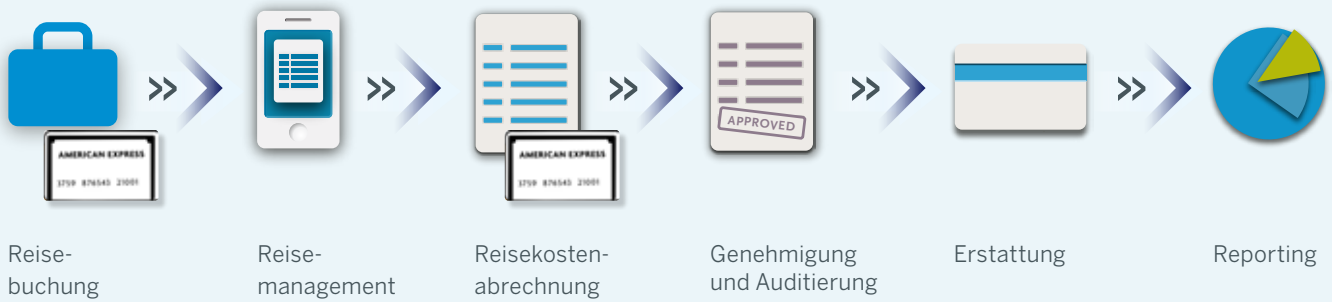 AMERICAN EXPRESS
3759 876543 21001
AMERICAN EXPRESS
3759 876543 21001
APPROVED
Reise-
buchung
Reise-
management
Reisekosten-
abrechnung
Genehmigung
und Auditierung
Erstattung
Reporting